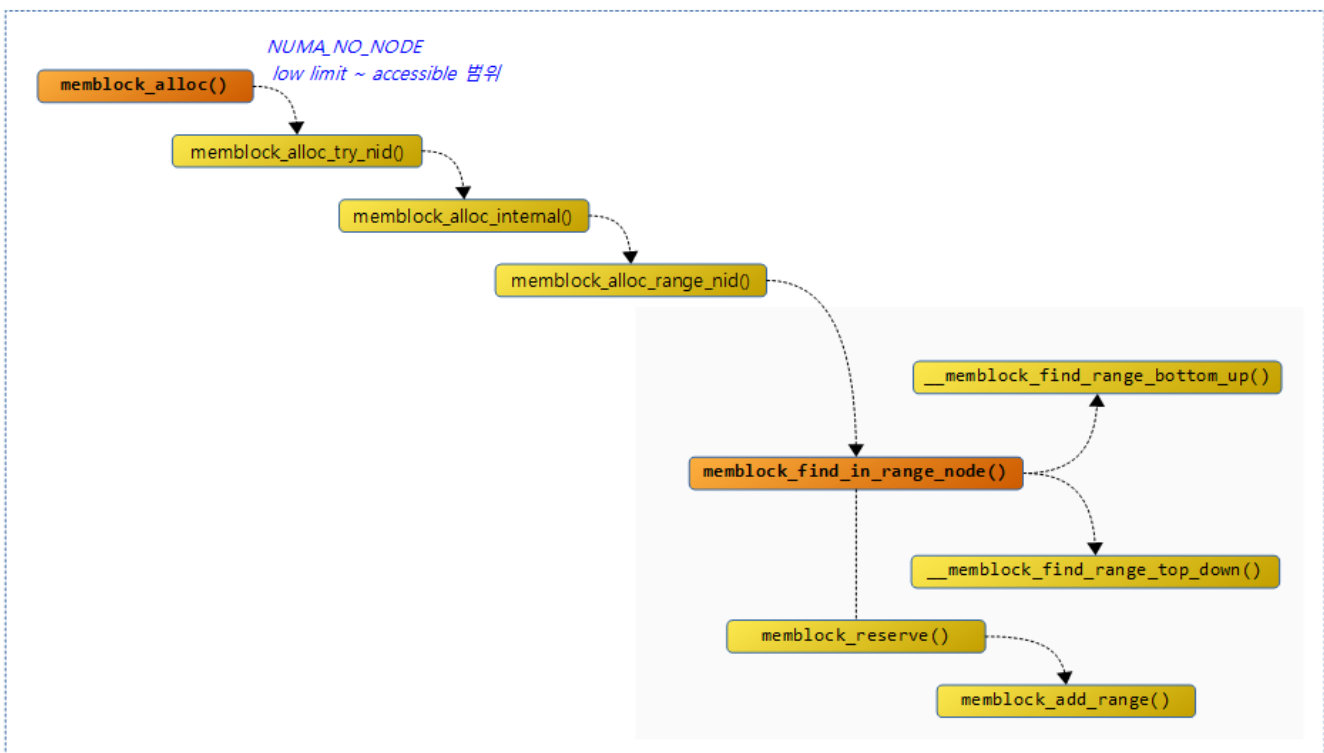 NUMA_NO_NODE
low limit ~ accessible 범위
memblock_alloc()
memblock_alloc_try_nid()
memblock_alloc_internal()
memblock_alloc_range_nid()
__memblock_find_range_bottom_up()
memblock_find_in_range_node()
__memblock_find_range_top_down()
memblock_reserve()
memblock_add_range()